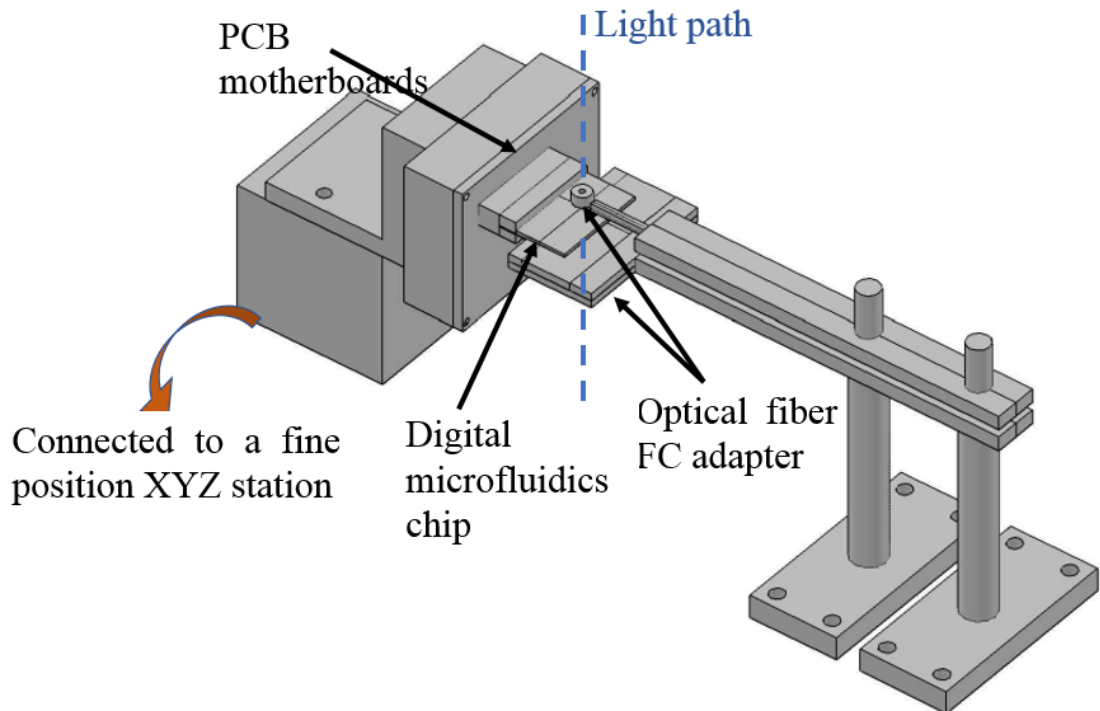 Light path
PCB
motherboards
Connected to a fine
position XYZ station
Digital
microfluidics
chip
Optical fiber
FC adapter